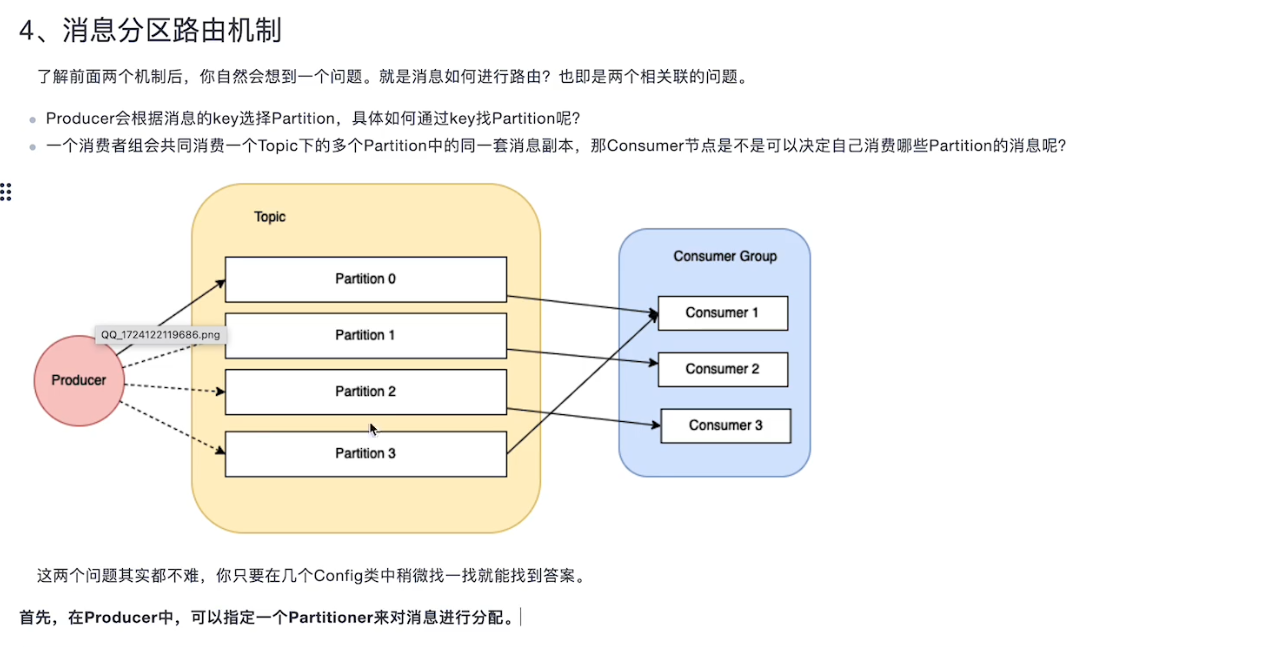 4、消息分区路由机制
了解前面两个机制后，你自然会想到一个问题。就是消息如何进行路由？也即是两个相关联的问题。
Producer会根据消息的key选择Partition，具体如何通过key找Partition呢?
一个消费者组会共同消费一个Topic下的多个Partition中的同一套消息副本，那Consumer节点是不是可以决定自己消费哪些Partition的消息呢?
Topic
Consumer Group
Partition 0
Consumer 1
QQ_1724122119686.png
Partition 1
Consumer 2
Producer
Partition 2
Consumer 3
Partition 3
这两个问题其实都不难，你只要在几个Config类中稍微找一找就能找到答案。
首先，在Producer中，可以指定一个Partitioner来对消息进行分配。